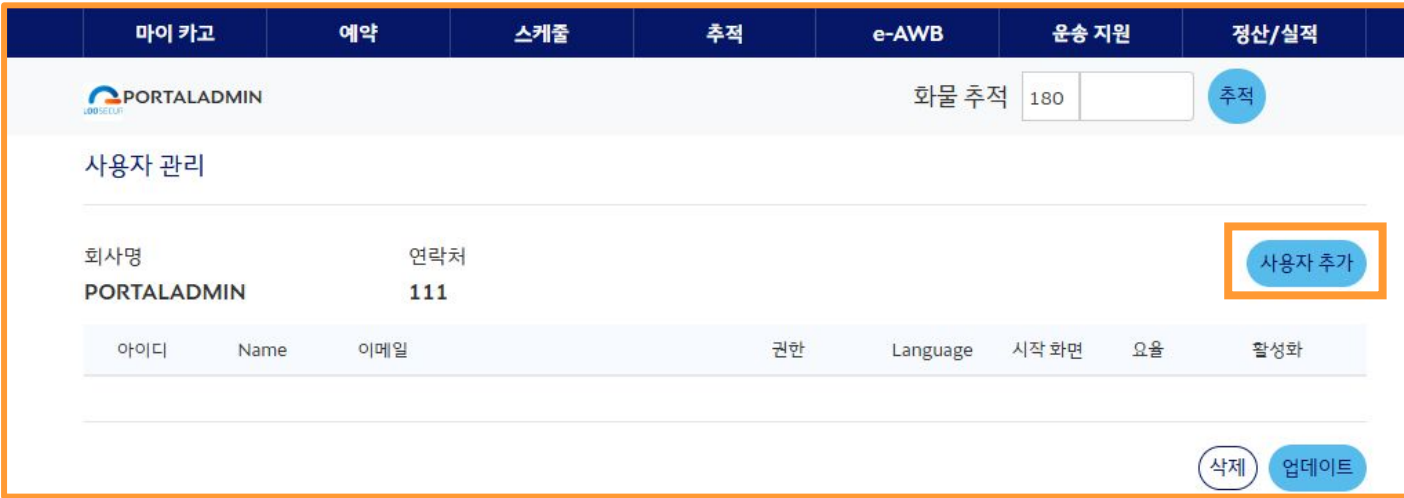 마이 카고 예약 스케줄 추적 e-AWB 운송 지원 정산/실적
PORTALADMIN 화물 추적 180 추적
사용자 관리
회사명 연락처 사용자 추가
PORTALADMIN 111
아이디 Name 이메일 권한 Language 시작 화면 요율 활성화
삭제 업데이트